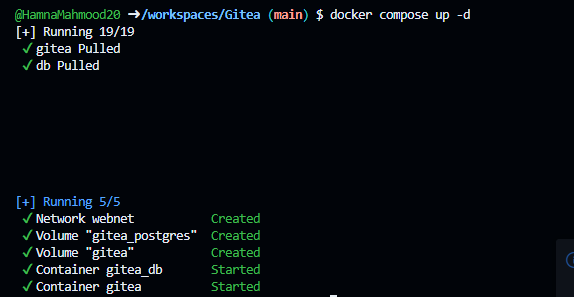 @HamnaMahmood20 ➜/workspaces/Gitea (main) $ docker compose up -d
[+] Running 19/19
✓ gitea Pulled
✓ db Pulled
[+] Running 5/5
✓ Network webnet Created
✓ Volume "gitea_postgres" Created
✓ Volume "gitea" Created
✓ Container gitea_db Started
✓ Container gitea Started